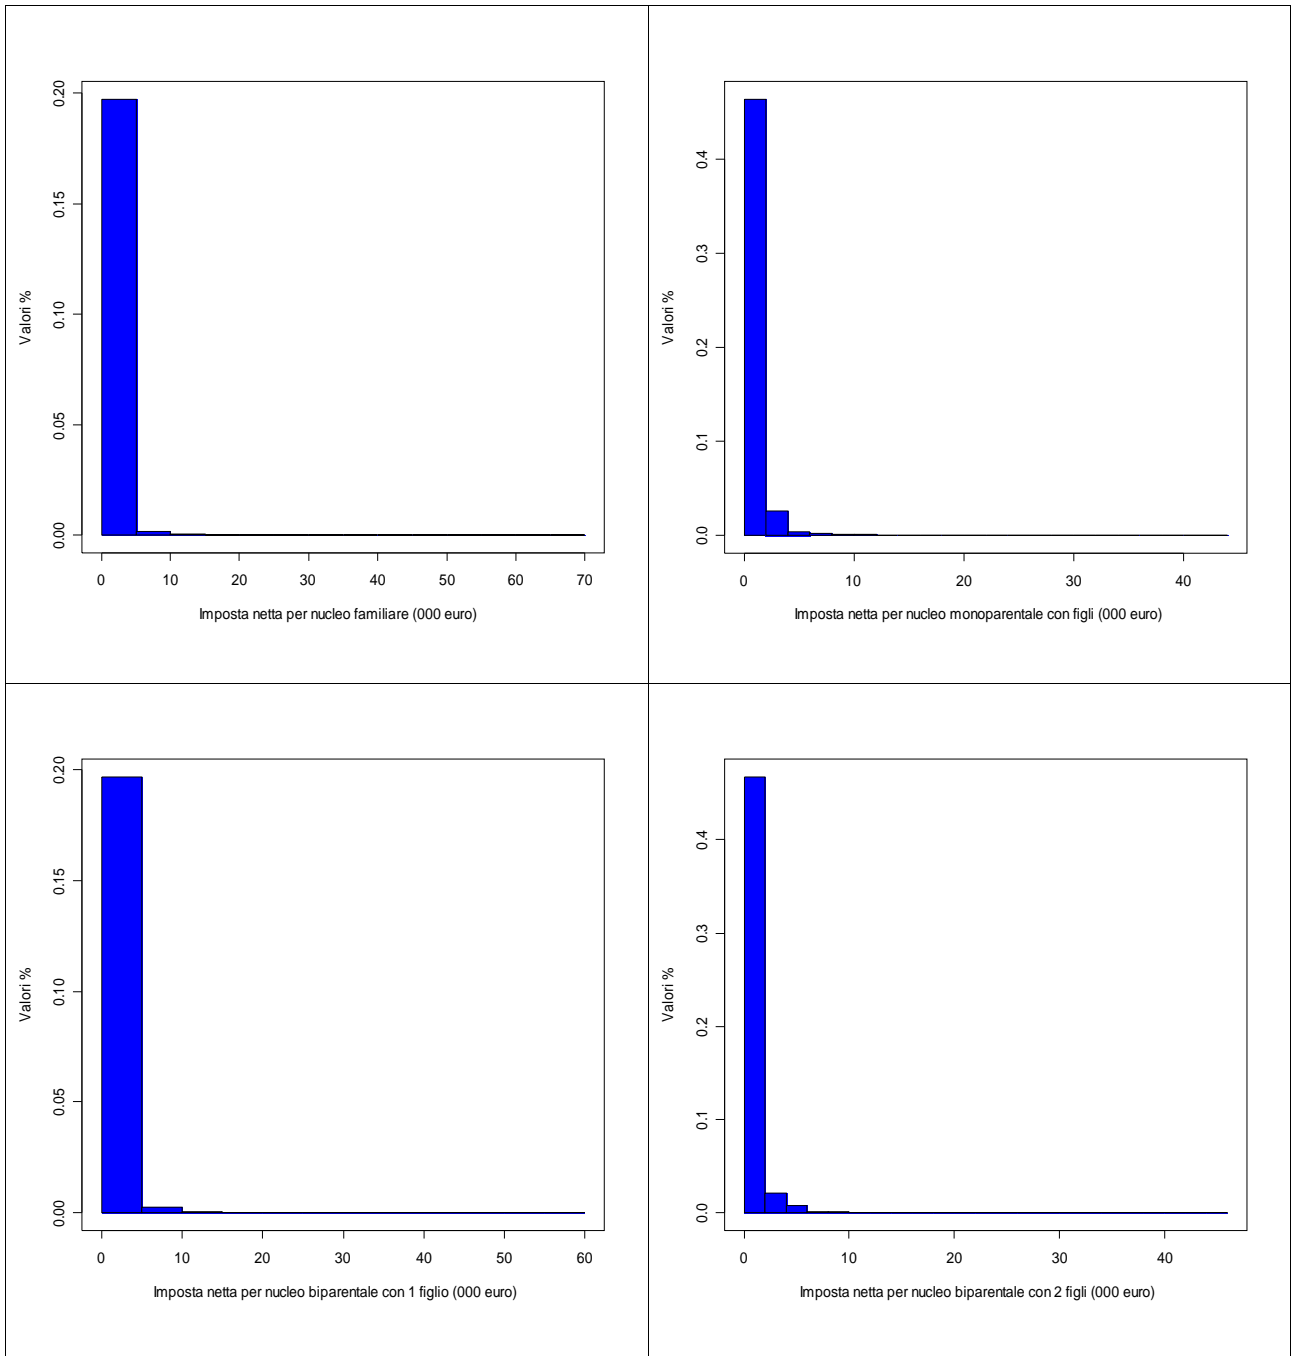 0.20
0.15
0.10
0.05
0.00
Valori %
0 10 20 30 40 50 60 70
Imposta netta per nucleo familiare (000 euro)
0.4
0.3
0.2
0.1
0.0
Valori %
0 10 20 30 40
Imposta netta per nucleo monoparentale con figli (000 euro)
0.20
0.15
0.10
0.05
0.00
Valori %
0 10 20 30 40 50 60
Imposta netta per nucleo biparentale con 1 figlio (000 euro)
0.4
0.3
0.2
0.1
0.0
Valori %
0 10 20 30 40
Imposta netta per nucleo biparentale con 2 figli (000 euro)